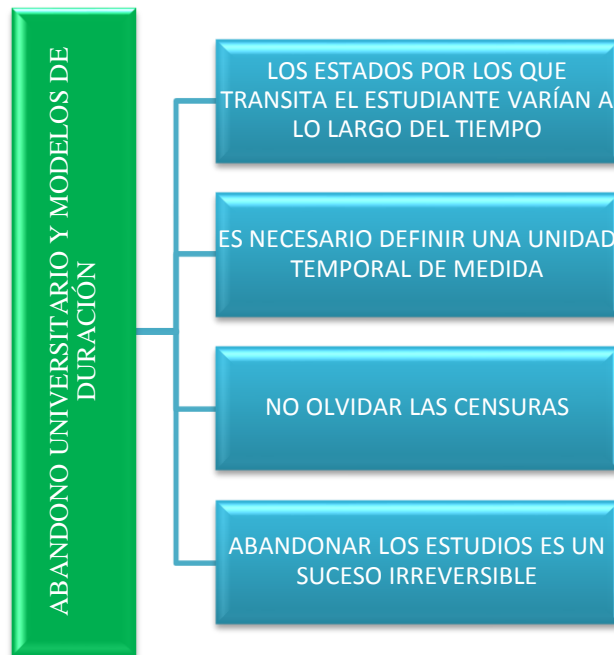 ABANDONO UNIVERSITARIO Y MODELOS DE
DURACIÓN
LOS ESTADOS POR LOS QUE
TRANSITA EL ESTUDIANTE VARÍAN A
LO LARGO DEL TIEMPO
ES NECESARIO DEFINIR UNA UNIDAD
TEMPORAL DE MEDIDA
NO OLVIDAR LAS CENSURAS
ABANDONAR LOS ESTUDIOS ES UN
SUCESO IRREVERSIBLE